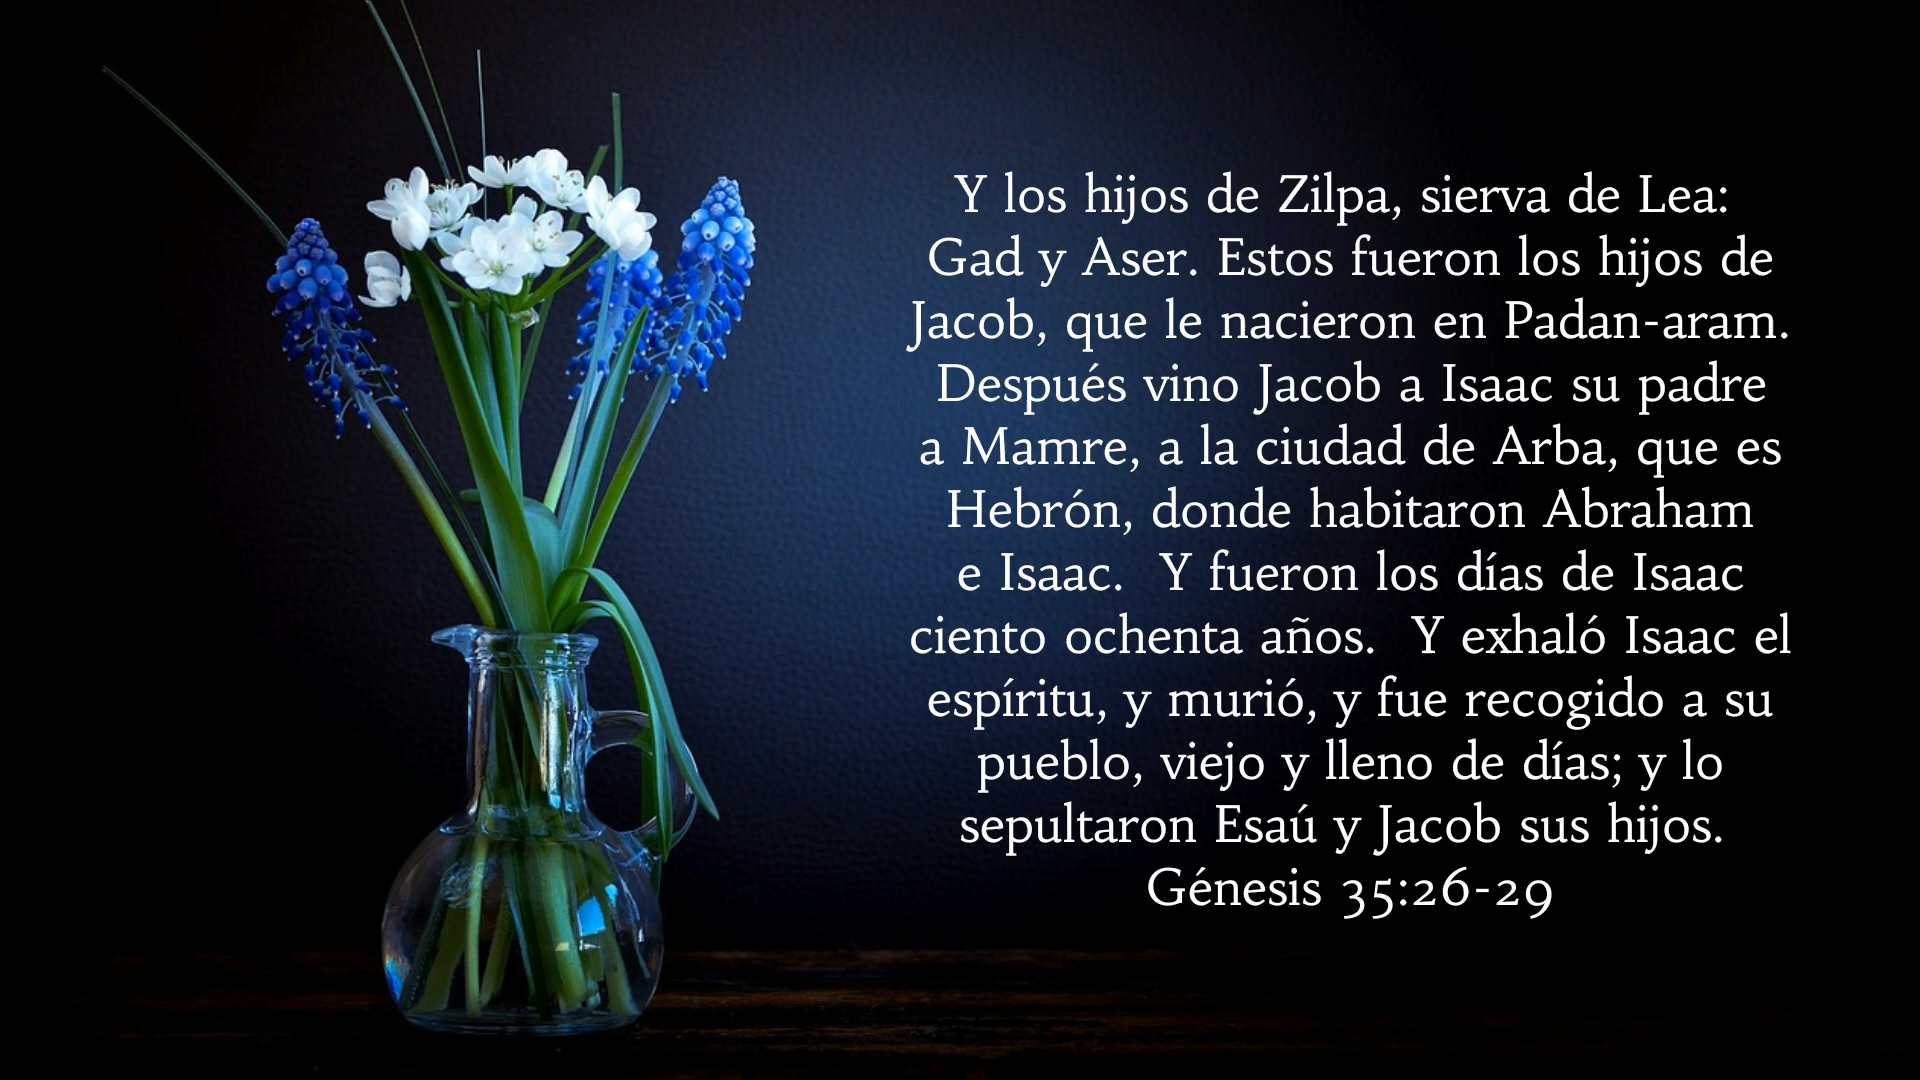 Y los hijos de Zilpa, sierva de Lea:
Gad y Aser. Estos fueron los hijos de
Jacob, que le nacieron en Padan-aram.
Después vino Jacob a Isaac su padre
a Mamre, a la ciudad de Arba, que es
Hebrón, donde habitaron Abraham
e Isaac.  Y fueron los días de Isaac
ciento ochenta años.  Y exhaló Isaac el
espíritu, y murió, y fue recogido a su
pueblo, viejo y lleno de días; y lo
sepultaron Esaú y Jacob sus hijos.
Génesis 35:26-29